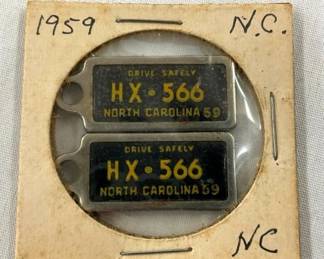 1959 N.C.
DRIVE SAFELY
HX • 566
NORTH CAROLINA 59
DRIVE SAFELY
HX • 566
NORTH CAROLINA 59
NC